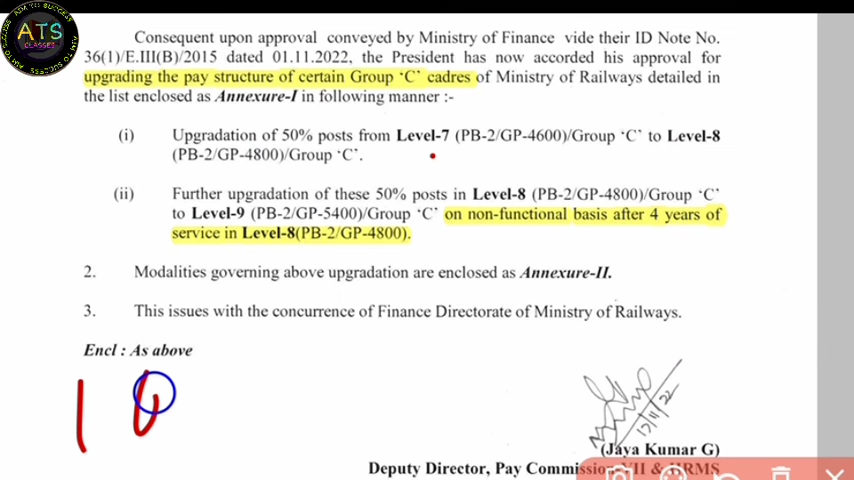 ATS
CLASSES
Consequent upon approval conveyed by Ministry of Finance vide their ID Note No.
36(1)/E.III(B)/2015 dated 01.11.2022, the President has now accorded his approval for
upgrading the pay structure of certain Group 'C' cadres of Ministry of Railways detailed in
the list enclosed as Annexure-I in following manner :-
(i) Upgradation of 50% posts from Level-7 (PB-2/GP-4600)/Group 'C' to Level-8
(PB-2/GP-4800)/Group 'C'.
(ii) Further upgradation of these 50% posts in Level-8 (PB-2/GP-4800)/Group 'C'
to Level-9 (PB-2/GP-5400)/Group 'C' on non-functional basis after 4 years of
service in Level-8(PB-2/GP-4800).
2. Modalities governing above upgradation are enclosed as Annexure-II.
3. This issues with the concurrence of Finance Directorate of Ministry of Railways.
Encl : As above
17/11/22
(Jaya Kumar G)
Deputy Director, Pay Commission-VII & HRMS